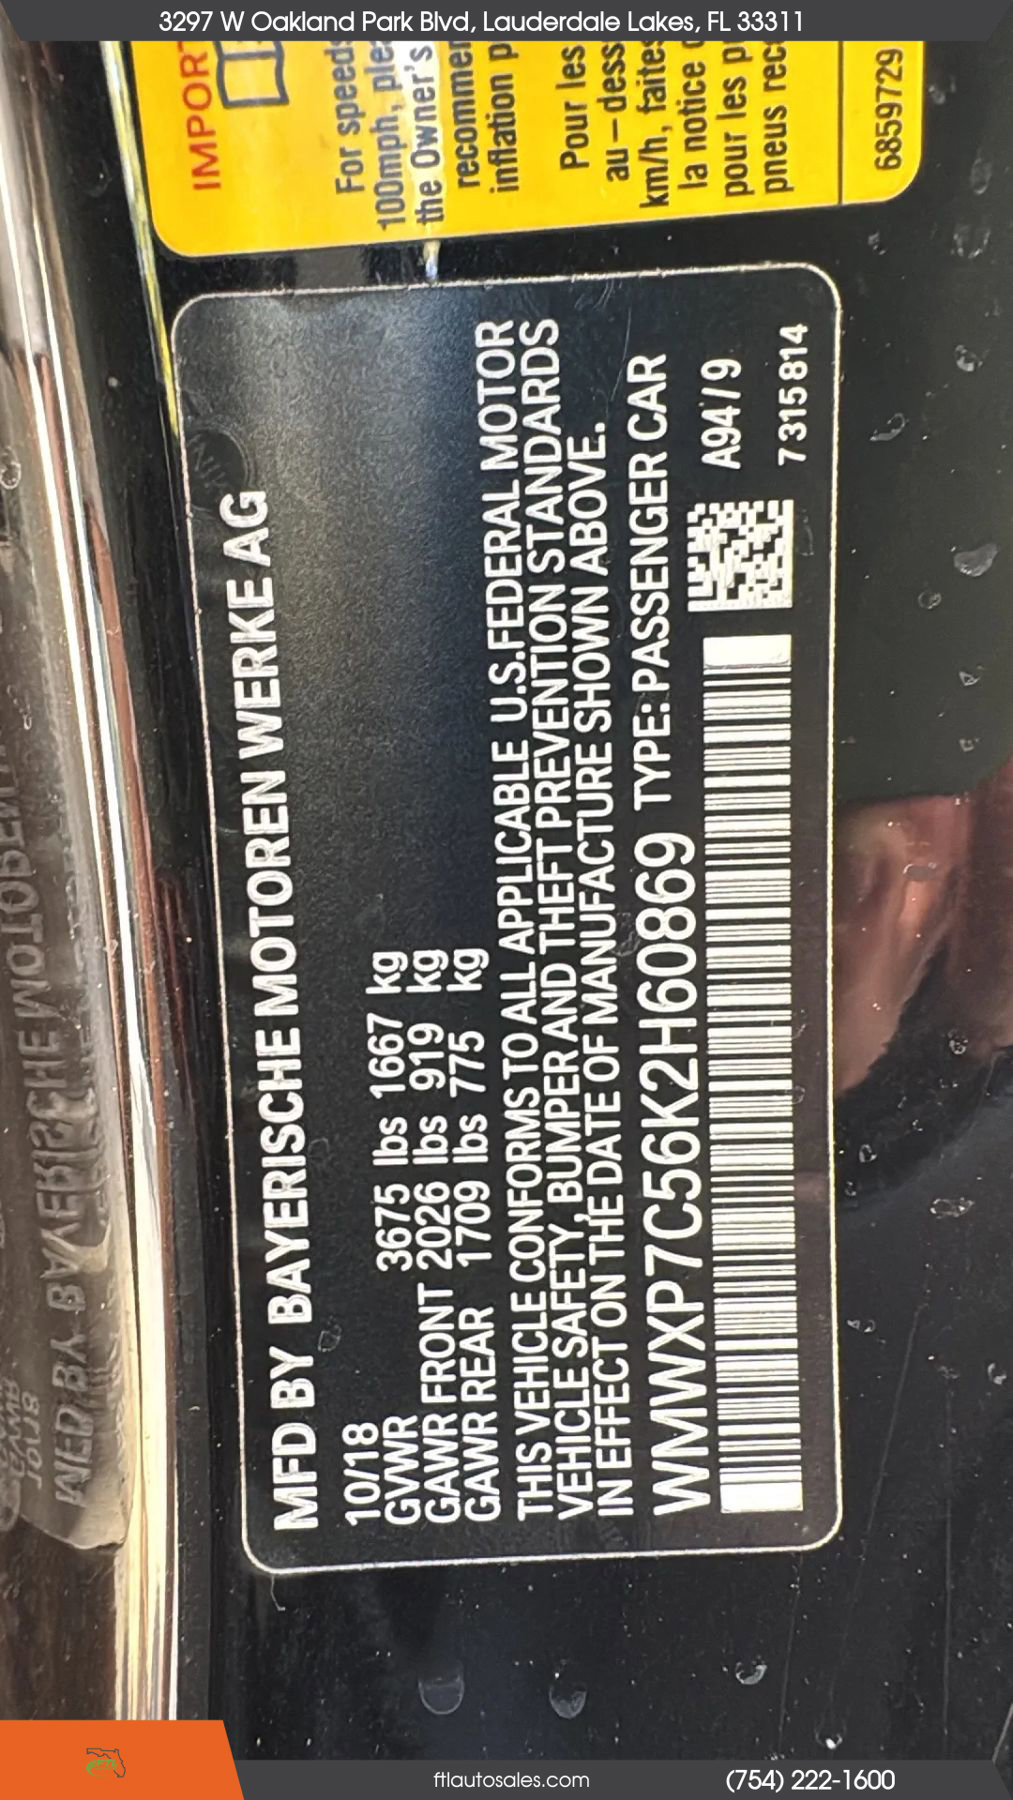 3297 W Oakland Park Blvd, Lauderdale Lakes, FL 33311
IMPORT
For speeds
100mph, plea
the Owner's
recommen
inflation p
Pour les
au-dess
km/h, faites
la notice d
pour les p
pneus rec
6859729
MFD BY BAYERISCHE MOTOREN WERKE AG
10/18
GVWR 3675 lbs 1667 kg
GAWR FRONT 2026 lbs 919 kg
GAWR REAR 1709 lbs 775 kg
THIS VEHICLE CONFORMS TO ALL APPLICABLE U.S.FEDERAL MOTOR
VEHICLE SAFETY, BUMPER AND THEFT PREVENTION STANDARDS
IN EFFECT ON THE DATE OF MANUFACTURE SHOWN ABOVE.
WMWXP7C56K2H60869 TYPE: PASSENGER CAR
A9479
7315814
ftlautosales.com
(754) 222-1600